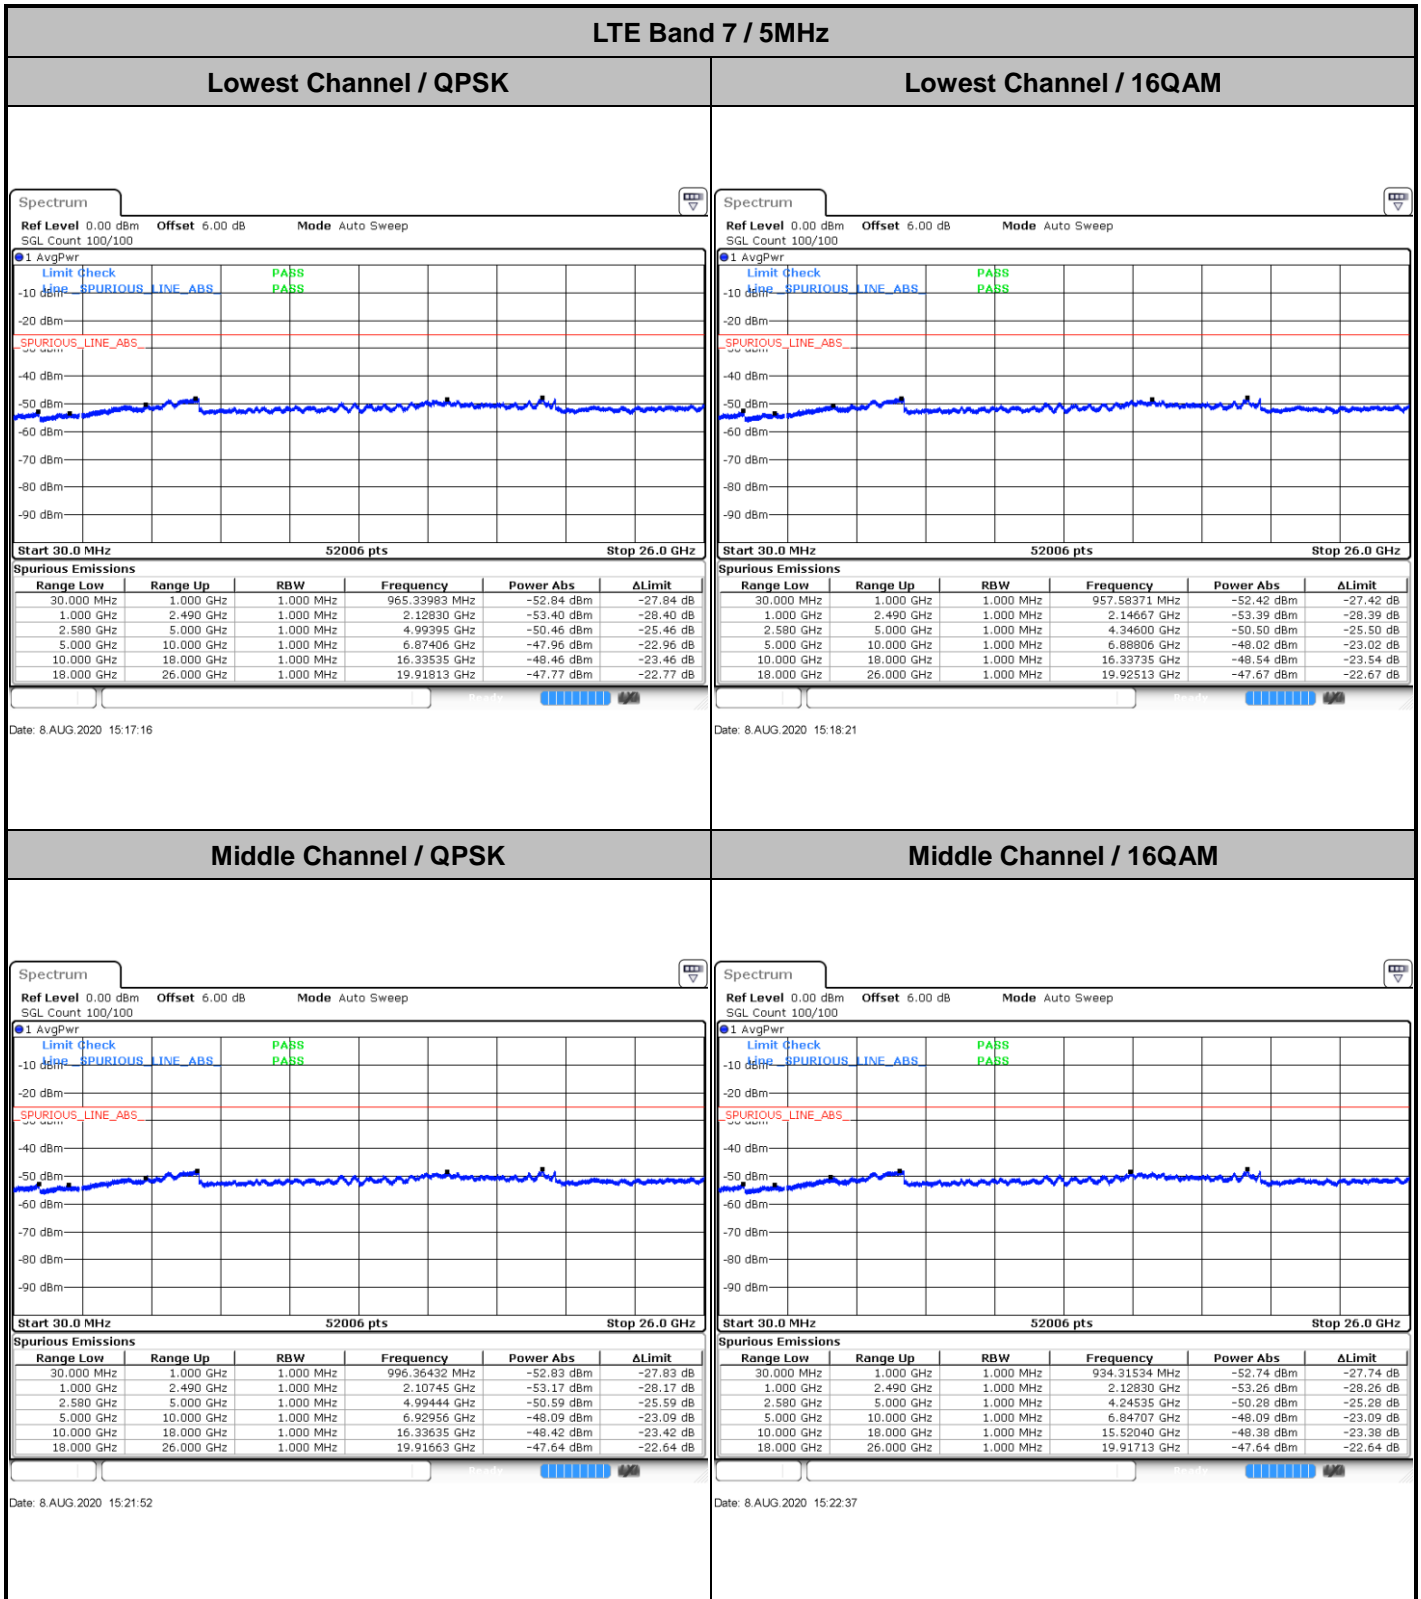 LTE Band 7 / 5MHz
Lowest Channel / QPSK
Lowest Channel / 16QAM
Spectrum
Ref Level 0.00 dBm Offset 6.00 dB Mode Auto Sweep
SGL Count 100/100
1 AvgPwr
Limit Check PASS
Line _SPURIOUS_LINE_ABS_ PASS
-10 dBm
-20 dBm
_SPURIOUS_LINE_ABS_
-30 dBm
-40 dBm
-50 dBm
-60 dBm
-70 dBm
-80 dBm
-90 dBm
Start 30.0 MHz 52006 pts Stop 26.0 GHz
Spurious Emissions
Range Low Range Up RBW Frequency Power Abs ΔLimit
30.000 MHz 1.000 GHz 1.000 MHz 965.33983 MHz -52.84 dBm -27.84 dB
1.000 GHz 2.490 GHz 1.000 MHz 2.12830 GHz -53.40 dBm -28.40 dB
2.580 GHz 5.000 GHz 1.000 MHz 4.99395 GHz -50.46 dBm -25.46 dB
5.000 GHz 10.000 GHz 1.000 MHz 6.87406 GHz -47.96 dBm -22.96 dB
10.000 GHz 18.000 GHz 1.000 MHz 16.33535 GHz -48.46 dBm -23.46 dB
18.000 GHz 26.000 GHz 1.000 MHz 19.91813 GHz -47.77 dBm -22.77 dB
Ready
Date: 8.AUG.2020 15:17:16
Spectrum
Ref Level 0.00 dBm Offset 6.00 dB Mode Auto Sweep
SGL Count 100/100
1 AvgPwr
Limit Check PASS
Line _SPURIOUS_LINE_ABS_ PASS
-10 dBm
-20 dBm
_SPURIOUS_LINE_ABS_
-30 dBm
-40 dBm
-50 dBm
-60 dBm
-70 dBm
-80 dBm
-90 dBm
Start 30.0 MHz 52006 pts Stop 26.0 GHz
Spurious Emissions
Range Low Range Up RBW Frequency Power Abs ΔLimit
30.000 MHz 1.000 GHz 1.000 MHz 957.58371 MHz -52.42 dBm -27.42 dB
1.000 GHz 2.490 GHz 1.000 MHz 2.14667 GHz -53.39 dBm -28.39 dB
2.580 GHz 5.000 GHz 1.000 MHz 4.34600 GHz -50.50 dBm -25.50 dB
5.000 GHz 10.000 GHz 1.000 MHz 6.88806 GHz -48.02 dBm -23.02 dB
10.000 GHz 18.000 GHz 1.000 MHz 16.33735 GHz -48.54 dBm -23.54 dB
18.000 GHz 26.000 GHz 1.000 MHz 19.92513 GHz -47.67 dBm -22.67 dB
Ready
Date: 8.AUG.2020 15:18:21
Middle Channel / QPSK
Middle Channel / 16QAM
Spectrum
Ref Level 0.00 dBm Offset 6.00 dB Mode Auto Sweep
SGL Count 100/100
1 AvgPwr
Limit Check PASS
Line _SPURIOUS_LINE_ABS_ PASS
-10 dBm
-20 dBm
_SPURIOUS_LINE_ABS_
-30 dBm
-40 dBm
-50 dBm
-60 dBm
-70 dBm
-80 dBm
-90 dBm
Start 30.0 MHz 52006 pts Stop 26.0 GHz
Spurious Emissions
Range Low Range Up RBW Frequency Power Abs ΔLimit
30.000 MHz 1.000 GHz 1.000 MHz 996.36432 MHz -52.83 dBm -27.83 dB
1.000 GHz 2.490 GHz 1.000 MHz 2.10745 GHz -53.17 dBm -28.17 dB
2.580 GHz 5.000 GHz 1.000 MHz 4.99444 GHz -50.59 dBm -25.59 dB
5.000 GHz 10.000 GHz 1.000 MHz 6.92956 GHz -48.09 dBm -23.09 dB
10.000 GHz 18.000 GHz 1.000 MHz 16.33635 GHz -48.42 dBm -23.42 dB
18.000 GHz 26.000 GHz 1.000 MHz 19.91663 GHz -47.64 dBm -22.64 dB
Ready
Date: 8.AUG.2020 15:21:52
Spectrum
Ref Level 0.00 dBm Offset 6.00 dB Mode Auto Sweep
SGL Count 100/100
1 AvgPwr
Limit Check PASS
Line _SPURIOUS_LINE_ABS_ PASS
-10 dBm
-20 dBm
_SPURIOUS_LINE_ABS_
-30 dBm
-40 dBm
-50 dBm
-60 dBm
-70 dBm
-80 dBm
-90 dBm
Start 30.0 MHz 52006 pts Stop 26.0 GHz
Spurious Emissions
Range Low Range Up RBW Frequency Power Abs ΔLimit
30.000 MHz 1.000 GHz 1.000 MHz 934.31534 MHz -52.74 dBm -27.74 dB
1.000 GHz 2.490 GHz 1.000 MHz 2.12830 GHz -53.26 dBm -28.26 dB
2.580 GHz 5.000 GHz 1.000 MHz 4.24535 GHz -50.28 dBm -25.28 dB
5.000 GHz 10.000 GHz 1.000 MHz 6.84707 GHz -48.09 dBm -23.09 dB
10.000 GHz 18.000 GHz 1.000 MHz 15.52040 GHz -48.38 dBm -23.38 dB
18.000 GHz 26.000 GHz 1.000 MHz 19.91713 GHz -47.64 dBm -22.64 dB
Ready
Date: 8.AUG.2020 15:22:37